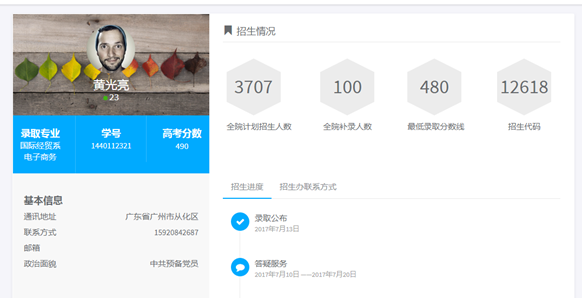 黄光亮
23
录取专业
国际经贸系
电子商务
学号
1440112321
高考分数
490
基本信息
通讯地址 广东省广州市从化区
联系方式 15920842687
邮箱
政治面貌 中共预备党员
招生情况
3707
全院计划招生人数
100
全院补录人数
480
最低录取分数线
12618
招生代码
招生进度 招生办联系方式
录取公布
2017年7月13日
答疑服务
2017年7月10日 ——2017年7月20日